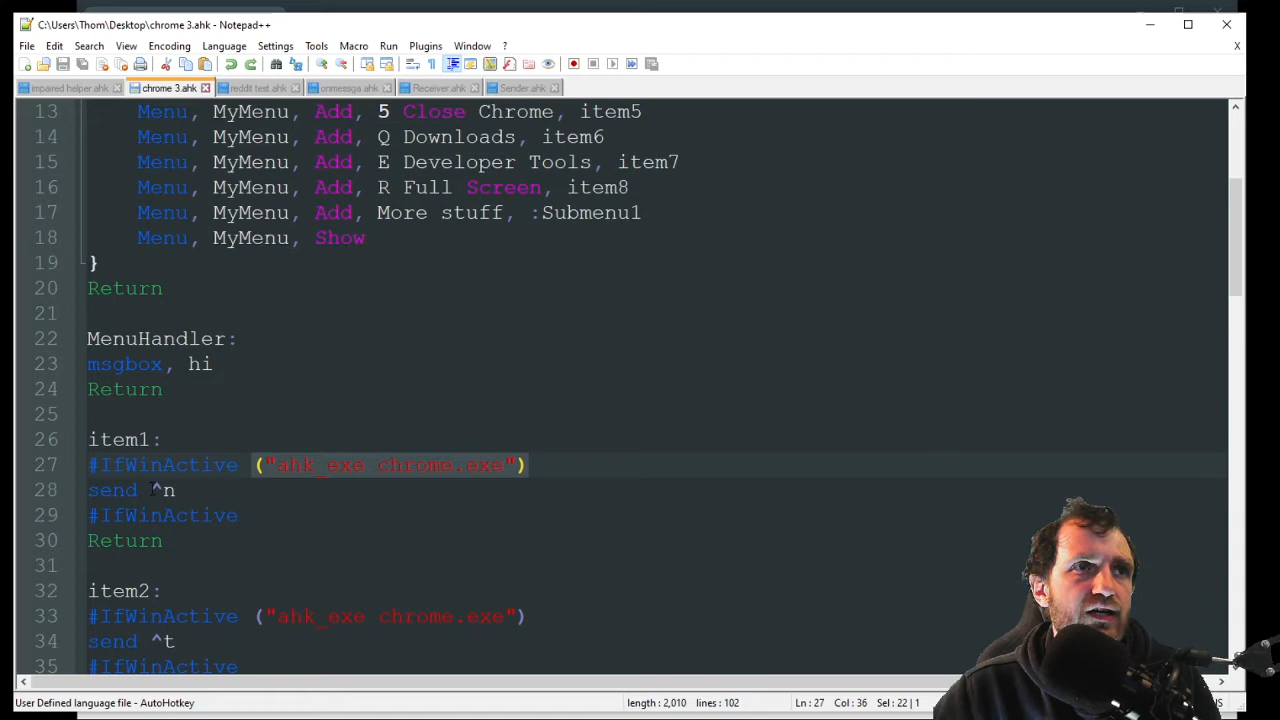 C:\Users\Thom\Desktop\chrome 3.ahk - Notepad++
File Edit Search View Encoding Language Settings Tools Macro Run Plugins Window ? X
impaired helper.ahk chrome 3.ahk reddit test.ahk onmessga.ahk Receiver.ahk Sender.ahk
13 Menu, MyMenu, Add, 5 Close Chrome, item5
14 Menu, MyMenu, Add, Q Downloads, item6
15 Menu, MyMenu, Add, E Developer Tools, item7
16 Menu, MyMenu, Add, R Full Screen, item8
17 Menu, MyMenu, Add, More stuff, :Submenu1
18 Menu, MyMenu, Show
19 }
20 Return
21
22 MenuHandler:
23 msgbox, hi
24 Return
25
26 item1:
27 #IfWinActive ("ahk_exe chrome.exe")
28 send ^n
29 #IfWinActive
30 Return
31
32 item2:
33 #IfWinActive ("ahk_exe chrome.exe")
34 send ^t
35 #IfWinActive
User Defined language file - AutoHotkey length : 2,010 lines : 102 Ln : 27 Col : 36 Sel : 22 | 1